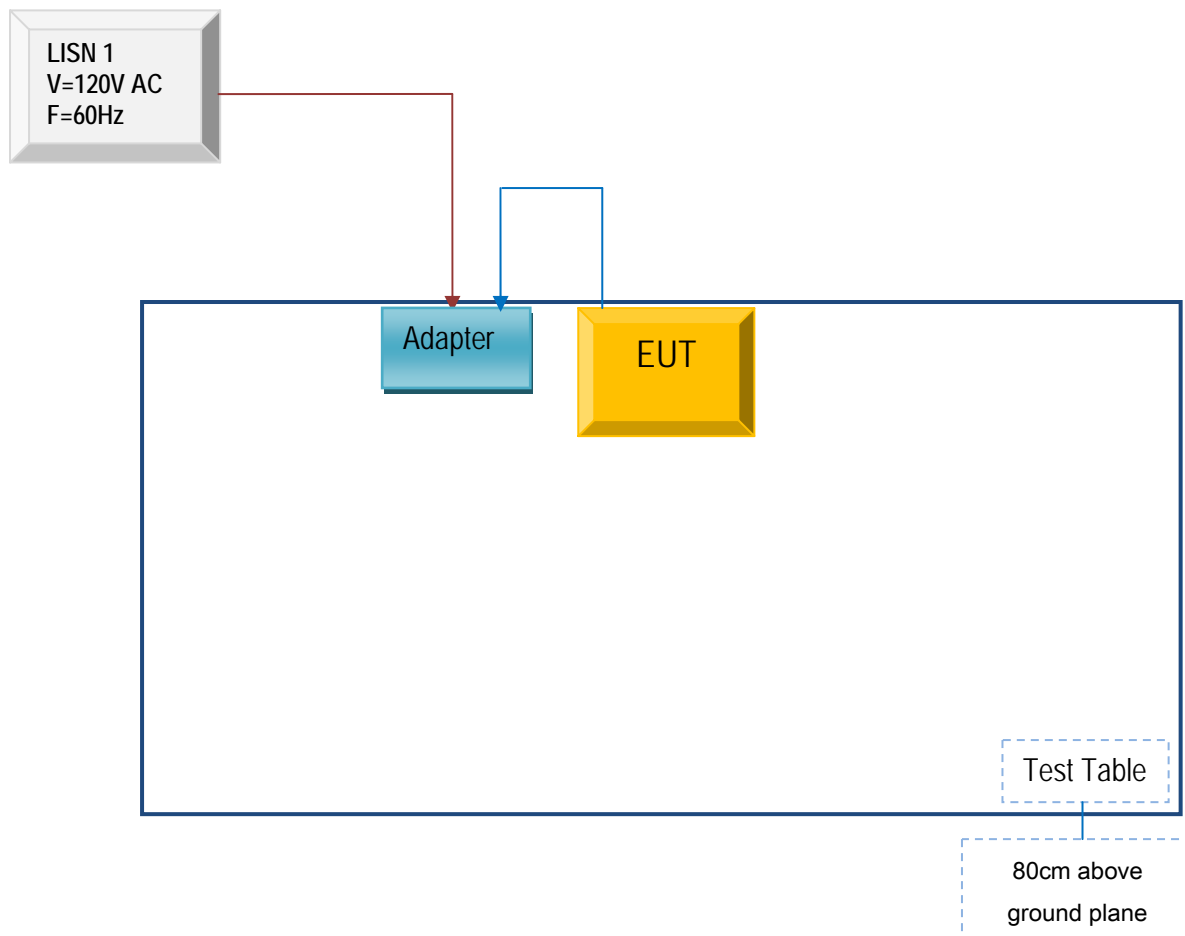 LISN 1
V=120V AC
F=60Hz
Adapter
EUT
Test Table
80cm above
ground plane